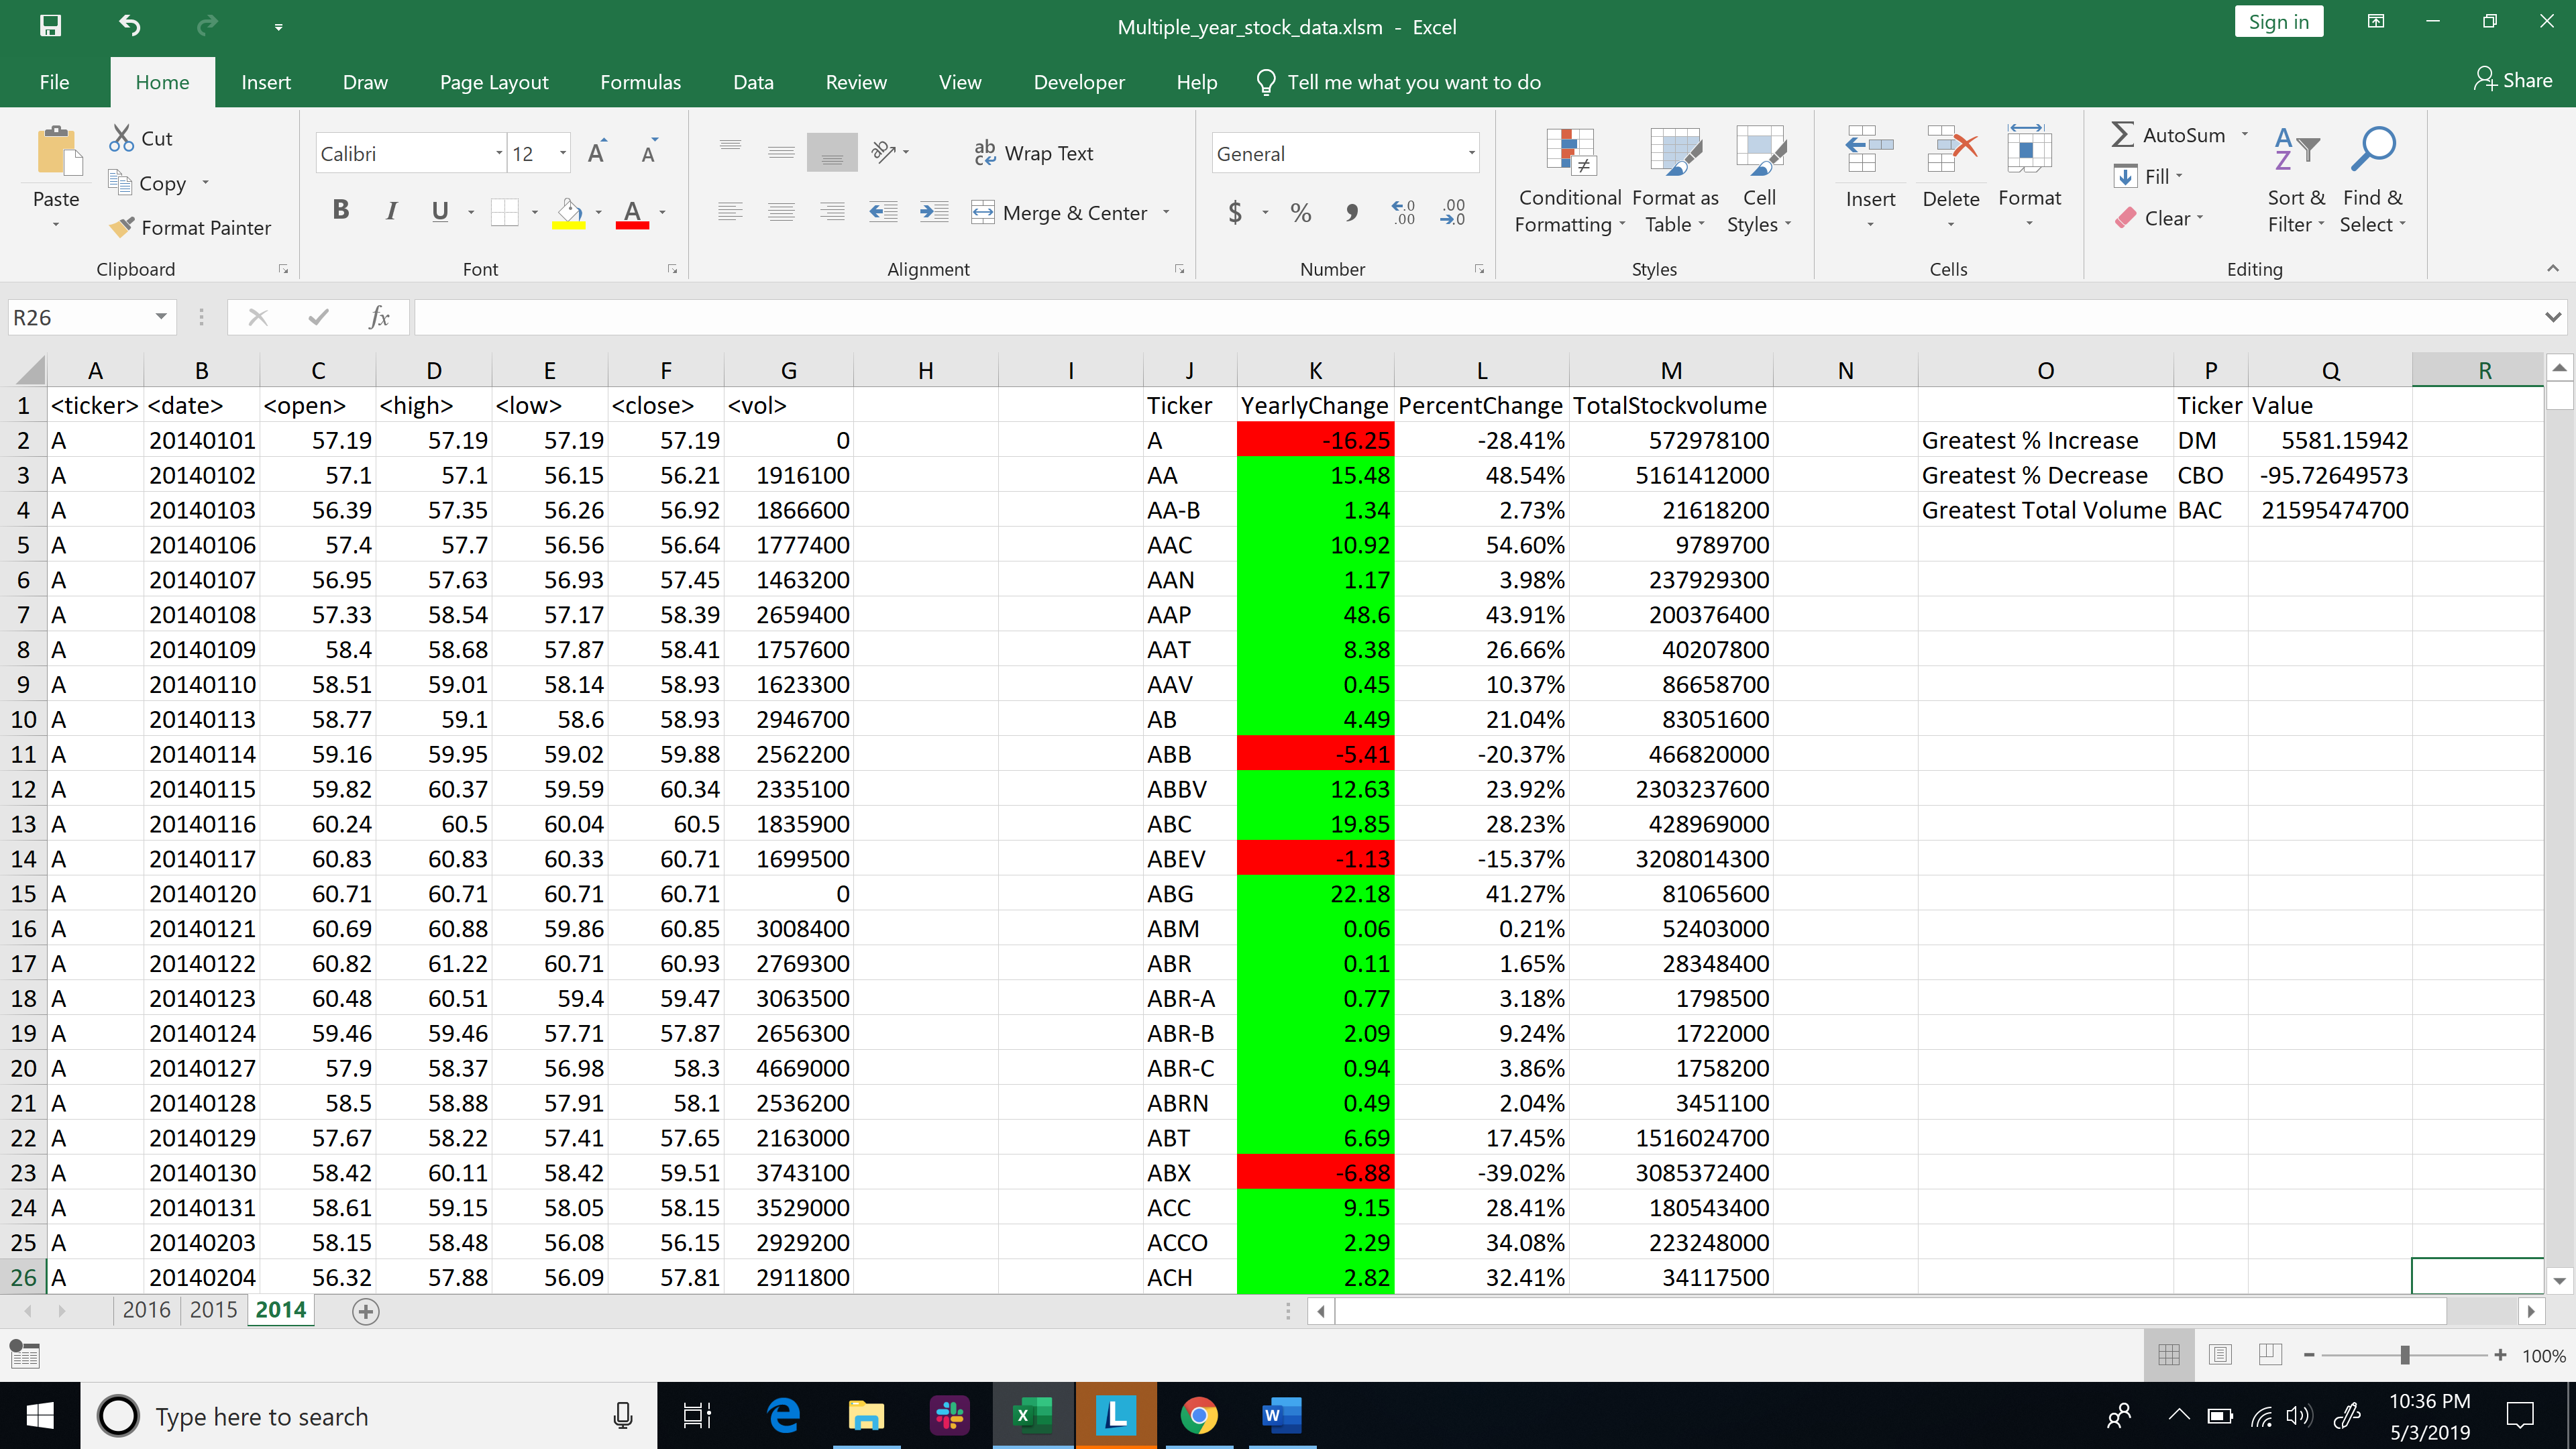 Multiple_year_stock_data.xlsm - Excel
Sign in
File Home Insert Draw Page Layout Formulas Data Review View Developer Help Tell me what you want to do Share
Paste
Cut
Copy
Format Painter
Clipboard
Calibri 12
B I U A
Font
Wrap Text
Merge & Center
Alignment
General
$ % ,
Number
Conditional Formatting
Format as Table
Cell Styles
Styles
Insert Delete Format
Cells
AutoSum
Fill
Clear
Sort & Filter
Find & Select
Editing
R26 fx
A B C D E F G H I J K L M N O P Q R
1 <ticker> <date> <open> <high> <low> <close> <vol> Ticker YearlyChange PercentChange TotalStockvolume Ticker Value
2 A 20140101 57.19 57.19 57.19 57.19 0 A -16.25 -28.41% 572978100 Greatest % Increase DM 5581.15942
3 A 20140102 57.1 57.1 56.15 56.21 1916100 AA 15.48 48.54% 5161412000 Greatest % Decrease CBO -95.72649573
4 A 20140103 56.39 57.35 56.26 56.92 1866600 AA-B 1.34 2.73% 21618200 Greatest Total Volume BAC 21595474700
5 A 20140106 57.4 57.7 56.56 56.64 1777400 AAC 10.92 54.60% 9789700
6 A 20140107 56.95 57.63 56.93 57.45 1463200 AAN 1.17 3.98% 237929300
7 A 20140108 57.33 58.54 57.17 58.39 2659400 AAP 48.6 43.91% 200376400
8 A 20140109 58.4 58.68 57.87 58.41 1757600 AAT 8.38 26.66% 40207800
9 A 20140110 58.51 59.01 58.14 58.93 1623300 AAV 0.45 10.37% 86658700
10 A 20140113 58.77 59.1 58.6 58.93 2946700 AB 4.49 21.04% 83051600
11 A 20140114 59.16 59.95 59.02 59.88 2562200 ABB -5.41 -20.37% 466820000
12 A 20140115 59.82 60.37 59.59 60.34 2335100 ABBV 12.63 23.92% 2303237600
13 A 20140116 60.24 60.5 60.04 60.5 1835900 ABC 19.85 28.23% 428969000
14 A 20140117 60.83 60.83 60.33 60.71 1699500 ABEV -1.13 -15.37% 3208014300
15 A 20140120 60.71 60.71 60.71 60.71 0 ABG 22.18 41.27% 81065600
16 A 20140121 60.69 60.88 59.86 60.85 3008400 ABM 0.06 0.21% 52403000
17 A 20140122 60.82 61.22 60.71 60.93 2769300 ABR 0.11 1.65% 28348400
18 A 20140123 60.48 60.51 59.4 59.47 3063500 ABR-A 0.77 3.18% 1798500
19 A 20140124 59.46 59.46 57.71 57.87 2656300 ABR-B 2.09 9.24% 1722000
20 A 20140127 57.9 58.37 56.98 58.3 4669000 ABR-C 0.94 3.86% 1758200
21 A 20140128 58.5 58.88 57.91 58.1 2536200 ABRN 0.49 2.04% 3451100
22 A 20140129 57.67 58.22 57.41 57.65 2163000 ABT 6.69 17.45% 1516024700
23 A 20140130 58.42 60.11 58.42 59.51 3743100 ABX -6.88 -39.02% 3085372400
24 A 20140131 58.61 59.15 58.05 58.15 3529000 ACC 9.15 28.41% 180543400
25 A 20140203 58.15 58.48 56.08 56.15 2929200 ACCO 2.29 34.08% 223248000
26 A 20140204 56.32 57.88 56.09 57.81 2911800 ACH 2.82 32.41% 34117500
2016 2015 2014
100%
Type here to search
10:36 PM
5/3/2019